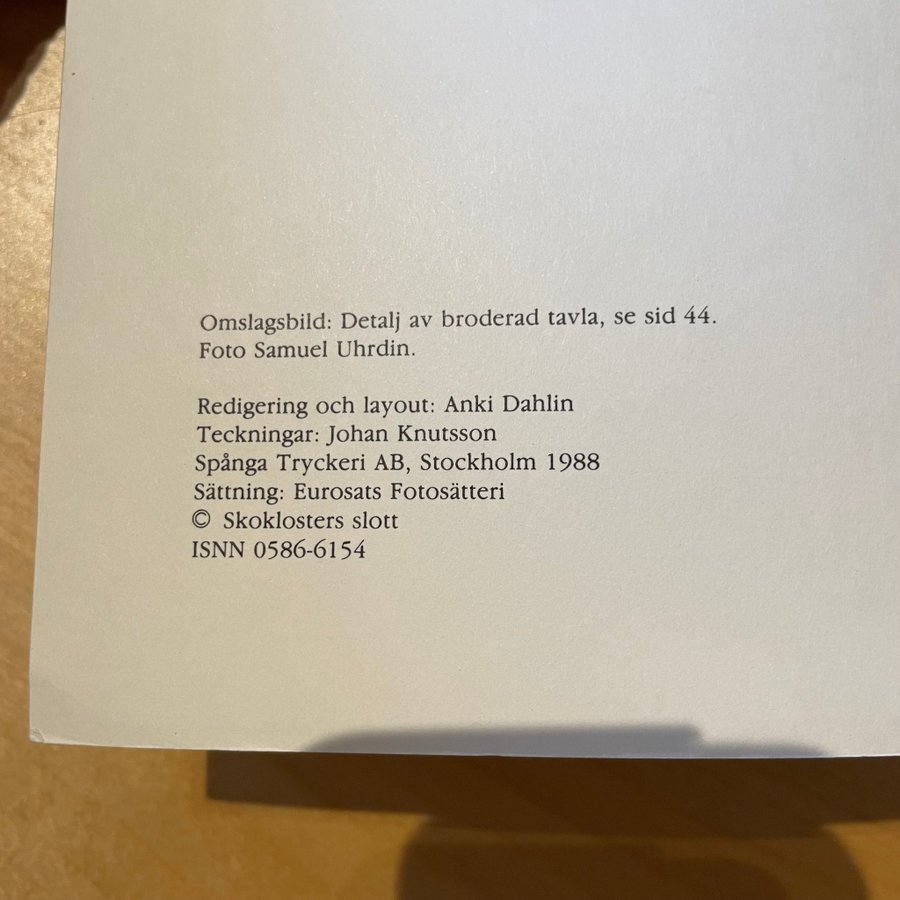 Omslagsbild: Detalj av broderad tavla, se sid 44.
Foto Samuel Uhrdin.
Redigering och layout: Anki Dahlin
Teckningar: Johan Knutsson
Spånga Tryckeri AB, Stockholm 1988
Sättning: Eurosats Fotosätteri
© Skoklosters slott
ISNN 0586-6154